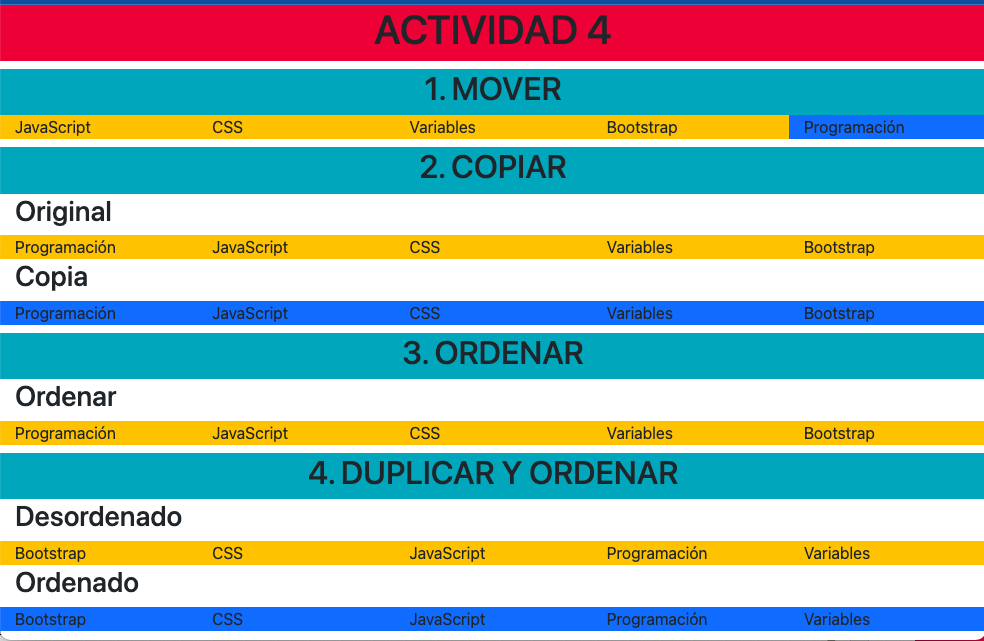 ACTIVIDAD 4
1. MOVER
JavaScript CSS Variables Bootstrap Programación
2. COPIAR
Original
Programación JavaScript CSS Variables Bootstrap
Copia
Programación JavaScript CSS Variables Bootstrap
3. ORDENAR
Ordenar
Programación JavaScript CSS Variables Bootstrap
4. DUPLICAR Y ORDENAR
Desordenado
Bootstrap CSS JavaScript Programación Variables
Ordenado
Bootstrap CSS JavaScript Programación Variables